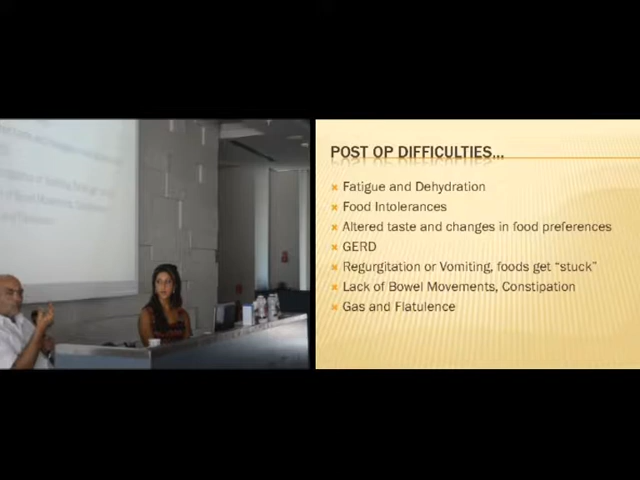 POST OP DIFFICULTIES...
Fatigue and Dehydration
Food Intolerances
Altered taste and changes in food preferences
GERD
Regurgitation or Vomiting, foods get “stuck”
Lack of Bowel Movements, Constipation
Gas and Flatulence